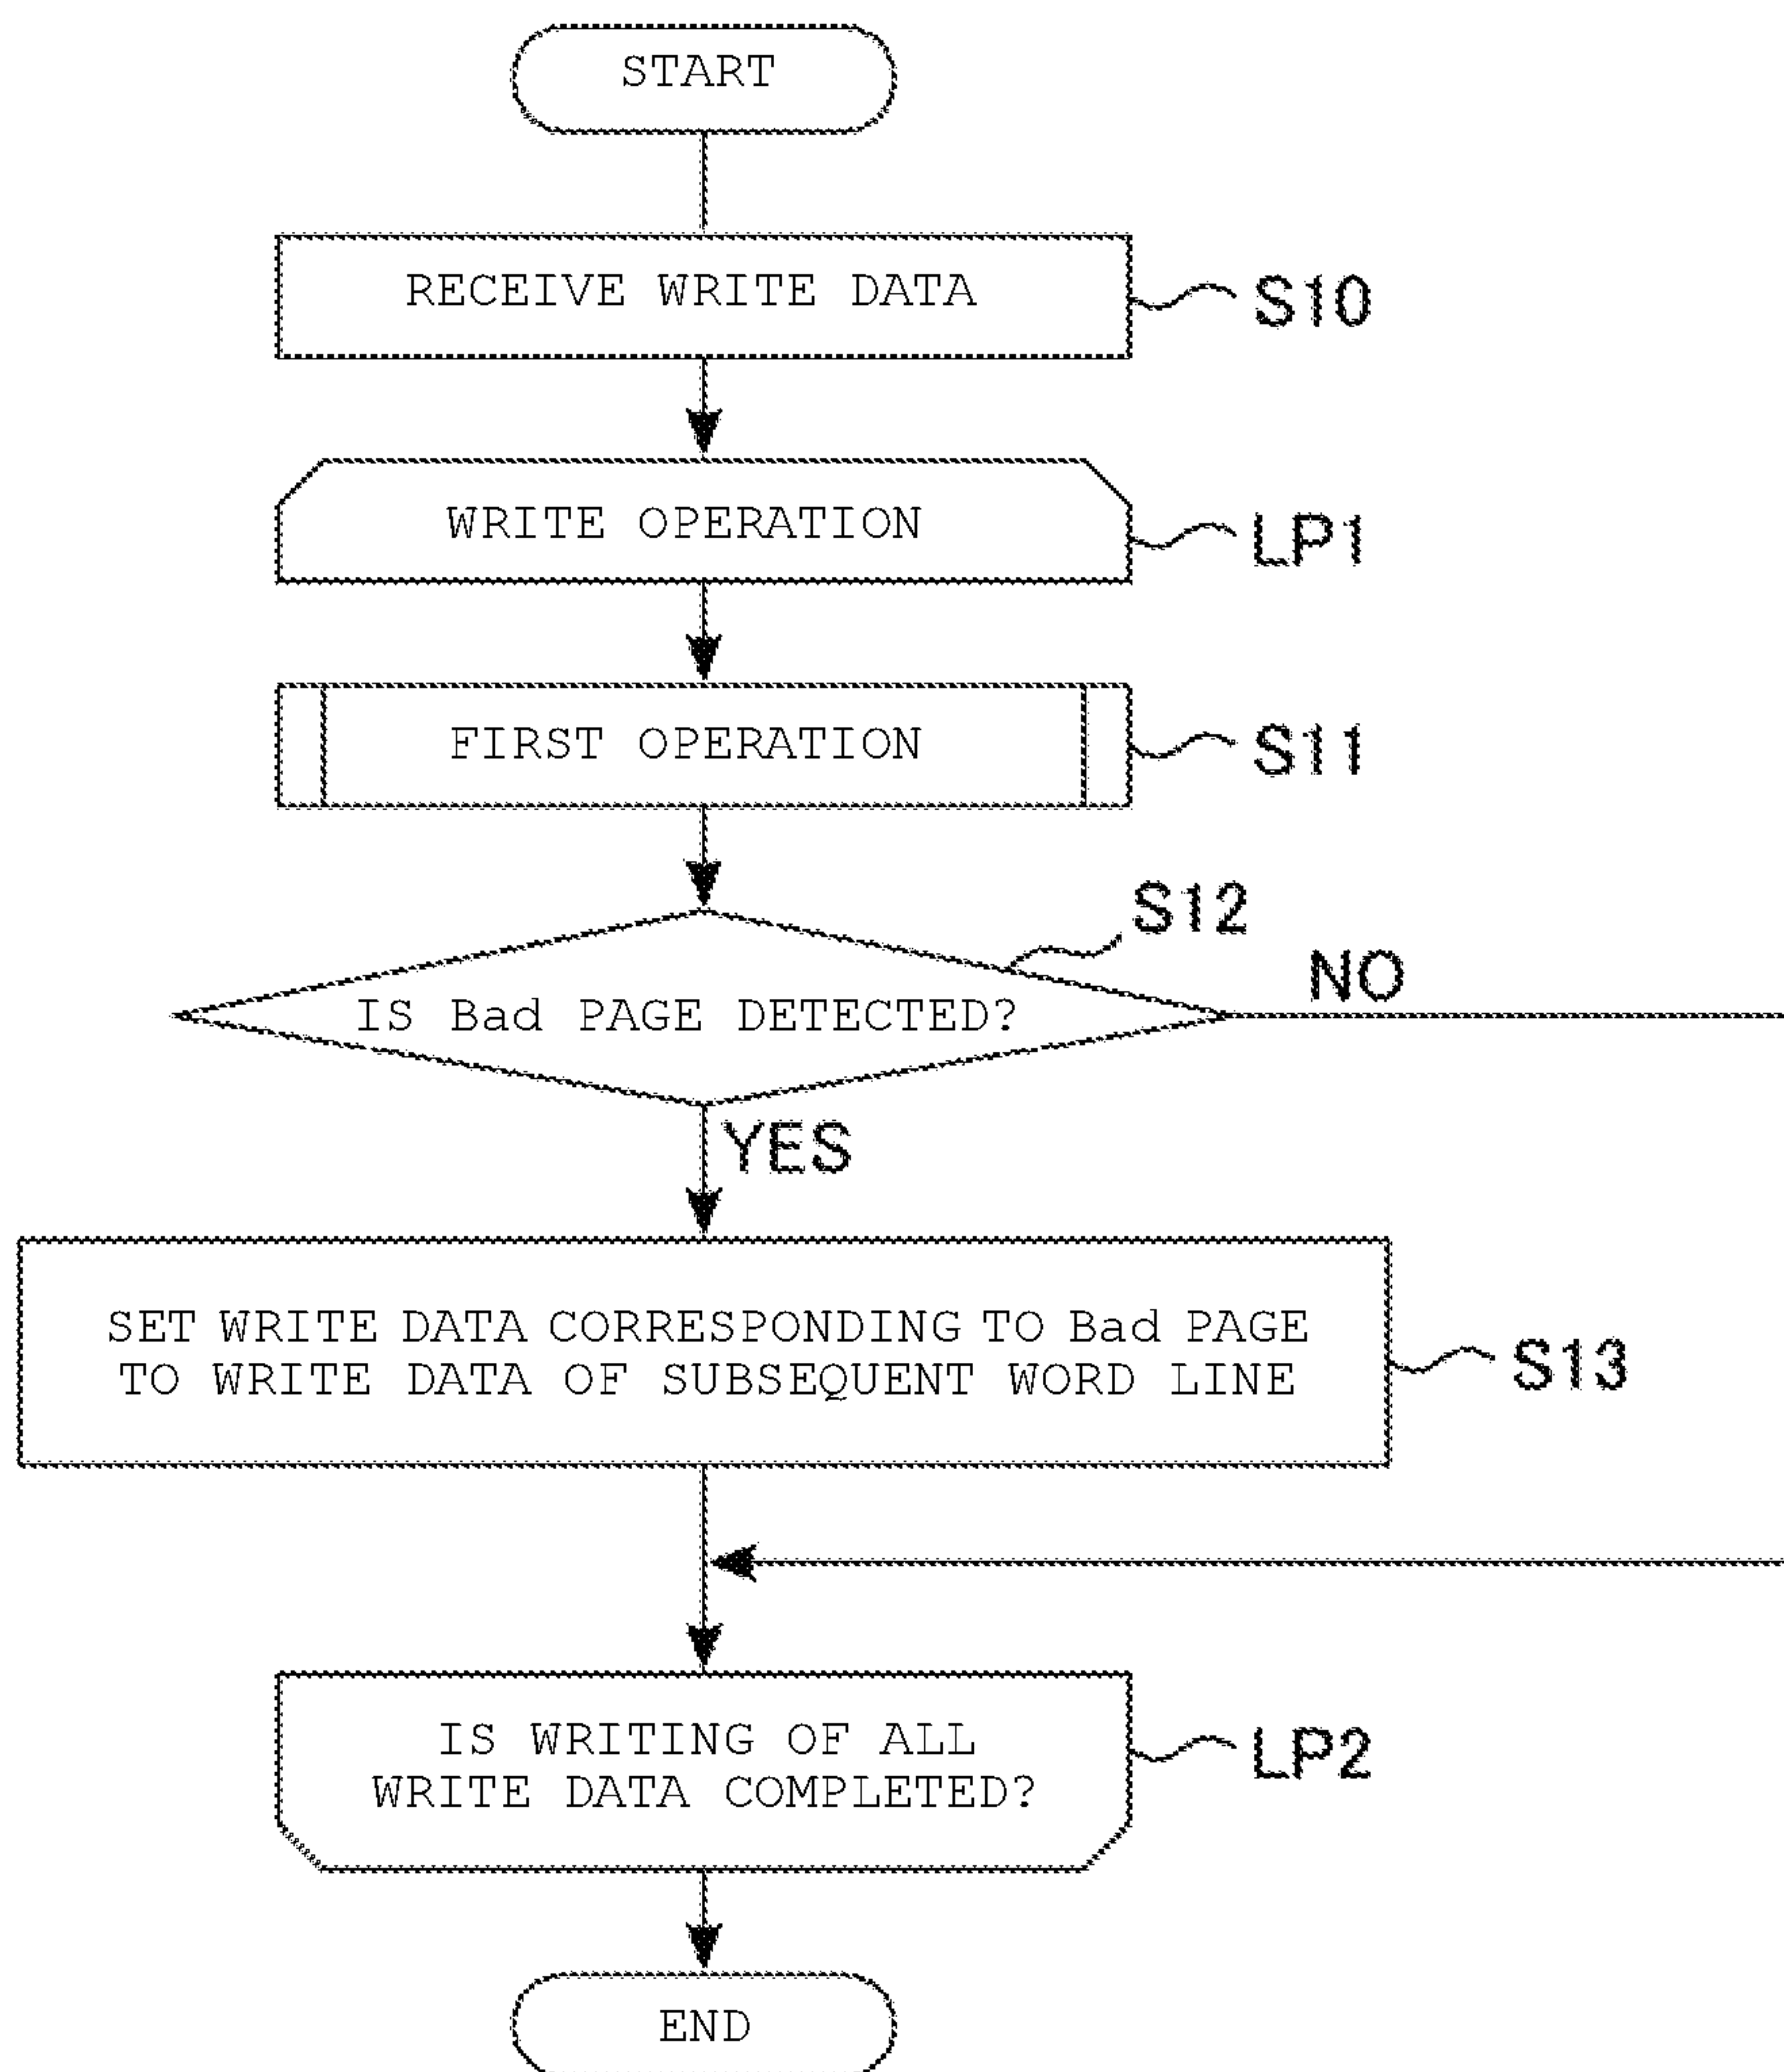 START
RECEIVE WRITE DATA
S10
WRITE OPERATION
LP1
FIRST OPERATION
S11
S12
IS Bad PAGE DETECTED?
NO
YES
SET WRITE DATA CORRESPONDING TO Bad PAGE
TO WRITE DATA OF SUBSEQUENT WORD LINE
S13
IS WRITING OF ALL
WRITE DATA COMPLETED?
LP2
END